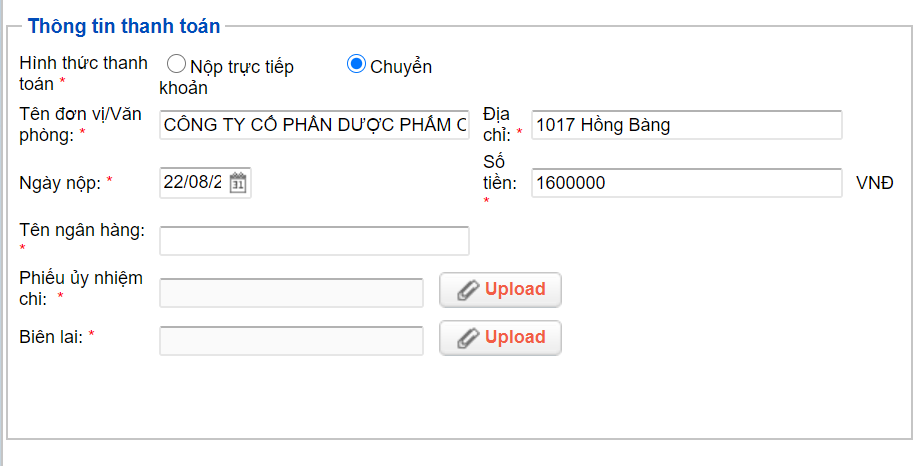 Thông tin thanh toán
Hình thức thanh toán * Nộp trực tiếp Chuyển khoản
Tên đơn vị/Văn phòng: * CÔNG TY CỔ PHẦN DƯỢC PHẨM C Địa chỉ: * 1017 Hồng Bàng
Ngày nộp: * 22/08/2 31 Số tiền: * 1600000 VNĐ
Tên ngân hàng: *
Phiếu ủy nhiệm chi: * Upload
Biên lai: * Upload